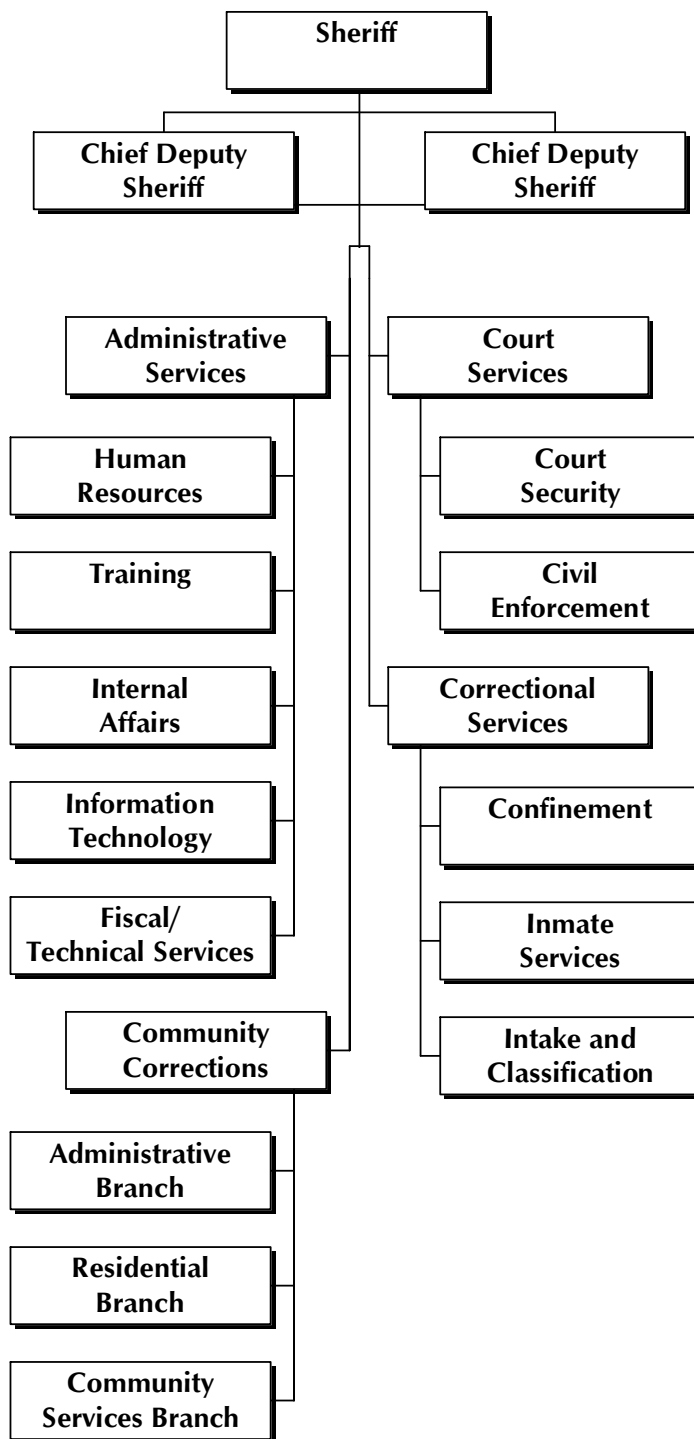 Sheriff
Chief Deputy
Sheriff
Chief Deputy
Sheriff
Administrative
Services
Human
Resources
Training
Internal
Affairs
Information
Technology
Fiscal/
Technical Services
Community
Corrections
Administrative
Branch
Residential
Branch
Community
Services Branch
Court
Services
Court
Security
Civil
Enforcement
Correctional
Services
Confinement
Inmate
Services
Intake and
Classification